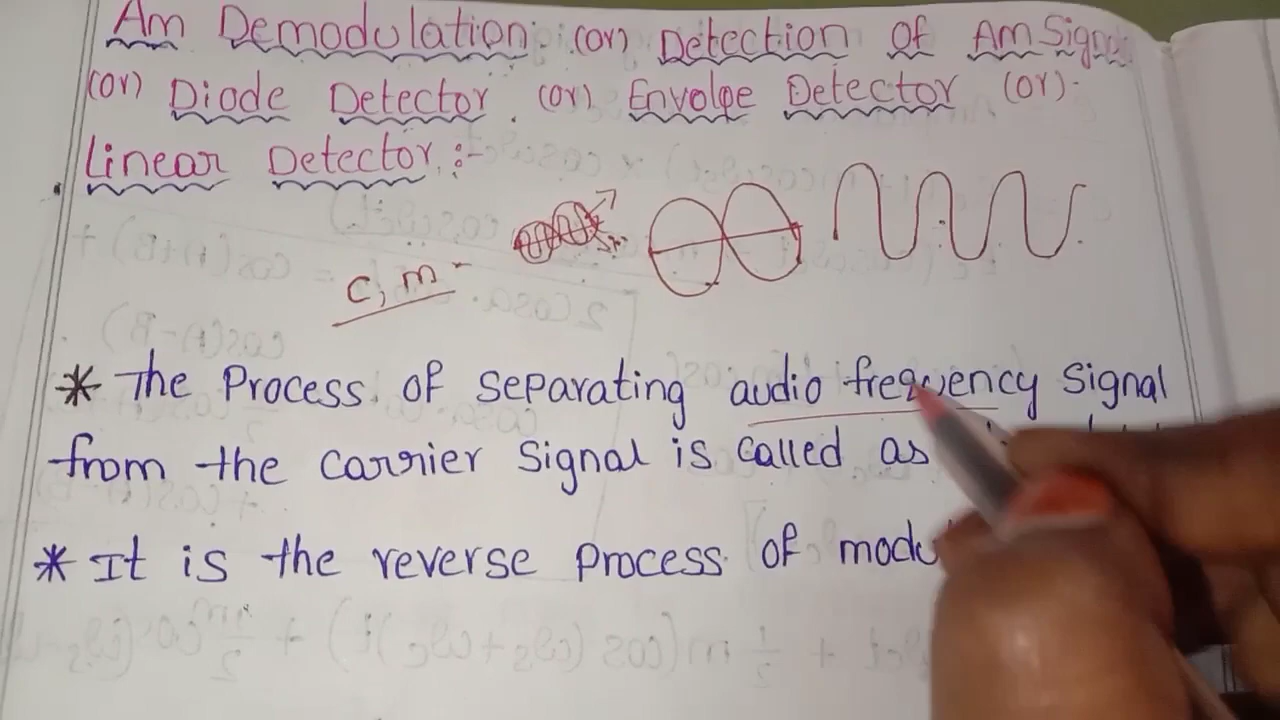 Am Demodulation. (or) Detection of Am Signal
(or) Diode Detector. (or) Envolpe Detector (or).
Linear Detector :-
c, m -
* The Process of separating audio frequency Signal
from the carrier signal is called as
* It is the reverse process of modu